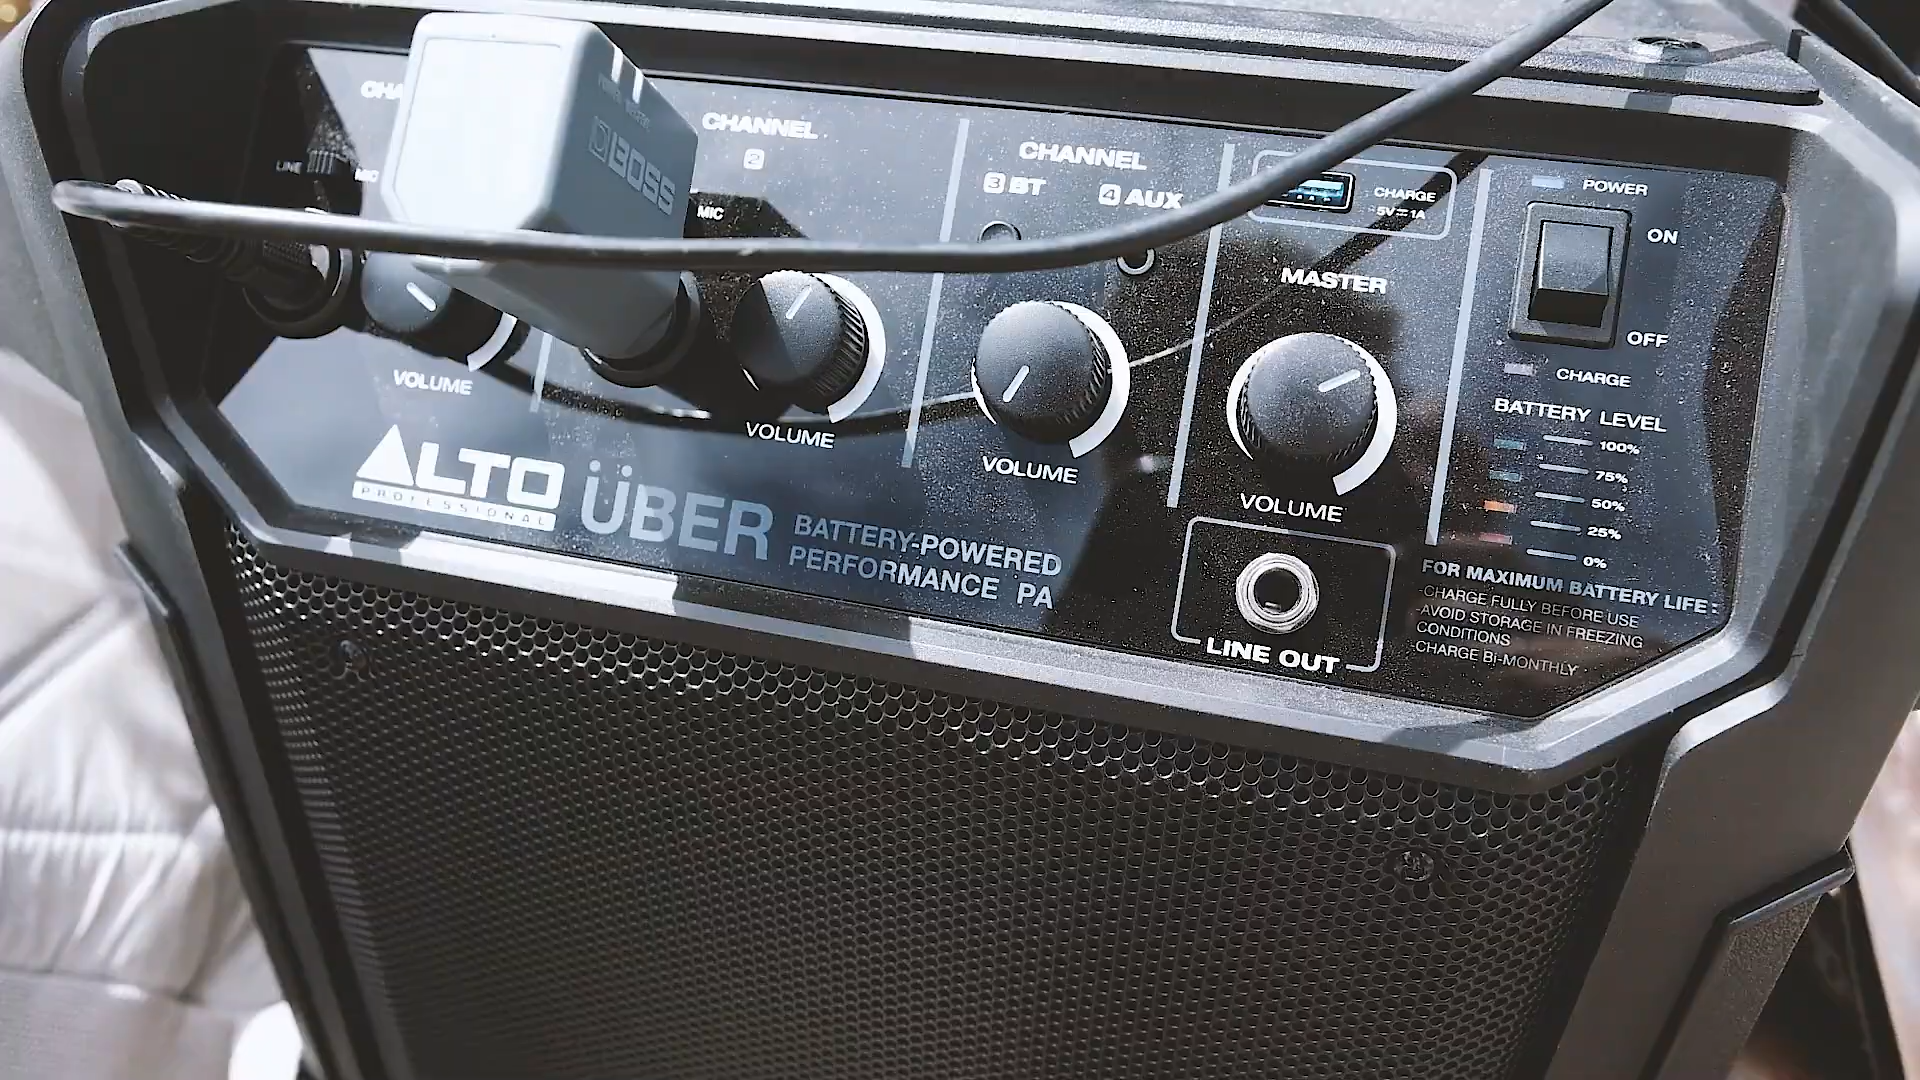 CHA
LINE
MIC
BOSS
CHANNEL
2
MIC
VOLUME
VOLUME
CHANNEL
3 BT
4 AUX
VOLUME
CHARGE
5V 1A
MASTER
VOLUME
LINE OUT
POWER
ON
OFF
CHARGE
BATTERY LEVEL
100%
75%
50%
25%
0%
FOR MAXIMUM BATTERY LIFE:
-CHARGE FULLY BEFORE USE
-AVOID STORAGE IN FREEZING
CONDITIONS
-CHARGE BI-MONTHLY
ALTO
PROFESSIONAL
ÜBER
BATTERY-POWERED
PERFORMANCE PA